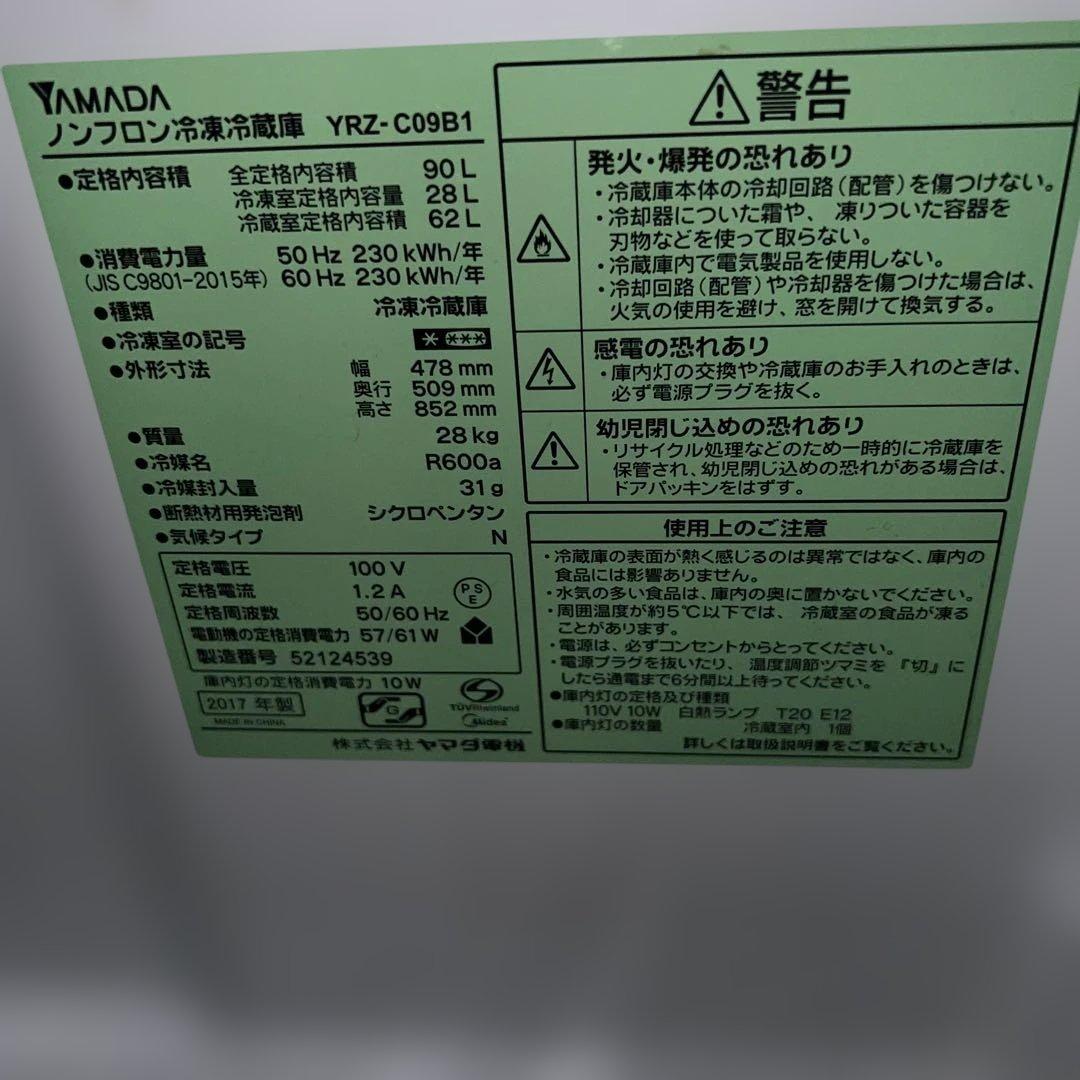 YAMADA
ノンフロン冷凍冷蔵庫 YRZ-C09B1
●定格内容積 全定格内容積 90 L
冷凍室定格内容量 28 L
冷蔵室定格内容積 62 L
●消費電力量 50 Hz 230 kWh/年
(JIS C9801-2015年) 60 Hz 230 kWh/年
●種類 冷凍冷蔵庫
●冷凍室の記号
●外形寸法 幅 478 mm
奥行 509 mm
高さ 852 mm
●質量 28 kg
●冷媒名 R600a
●冷媒封入量 31 g
●断熱材用発泡剤 シクロペンタン
●気候タイプ N
定格電圧 100 V
定格電流 1.2 A
定格周波数 50/60 Hz
電動機の定格消費電力 57/61 W
製造番号 52124539
PS
E
庫内灯の定格消費電力 10 W
2017 年製
MADE IN CHINA
G
TÜVRheinland
Midea
株式会社ヤマダ電機
警告
発火・爆発の恐れあり
・冷蔵庫本体の冷却回路(配管)を傷つけない。
・冷却器についた霜や、凍りついた容器を
刃物などを使って取らない。
・冷蔵庫内で電気製品を使用しない。
・冷却回路(配管)や冷却器を傷つけた場合は、
火気の使用を避け、窓を開けて換気する。
感電の恐れあり
・庫内灯の交換や冷蔵庫のお手入れのときは、
必ず電源プラグを抜く。
幼児閉じ込めの恐れあり
・リサイクル処理などのため一時的に冷蔵庫を
保管され、幼児閉じ込めの恐れがある場合は、
ドアパッキンをはずす。
使用上のご注意
・冷蔵庫の表面が熱く感じるのは異常ではなく、庫内の
食品には影響ありません。
・水気の多い食品は、庫内の奥に置かないでください。
・周囲温度が約5℃以下では、冷蔵室の食品が凍る
ことがあります。
・電源は、必ずコンセントからとってください。
・電源プラグを抜いたり、温度調節ツマミを『切』に
したら通電まで6分間以上待ってください。
●庫内灯の定格及び種類
110V 10W 白熱ランプ T20 E12
●庫内灯の数量 冷蔵室内 1個
詳しくは取扱説明書をご覧ください。